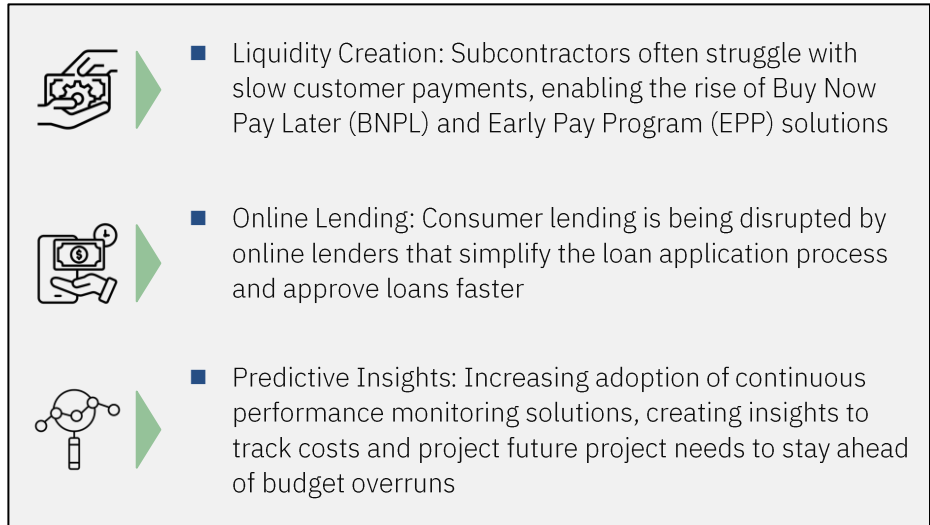 ■ Liquidity Creation: Subcontractors often struggle with
slow customer payments, enabling the rise of Buy Now
Pay Later (BNPL) and Early Pay Program (EPP) solutions
■ Online Lending: Consumer lending is being disrupted by
online lenders that simplify the loan application process
and approve loans faster
■ Predictive Insights: Increasing adoption of continuous
performance monitoring solutions, creating insights to
track costs and project future project needs to stay ahead
of budget overruns